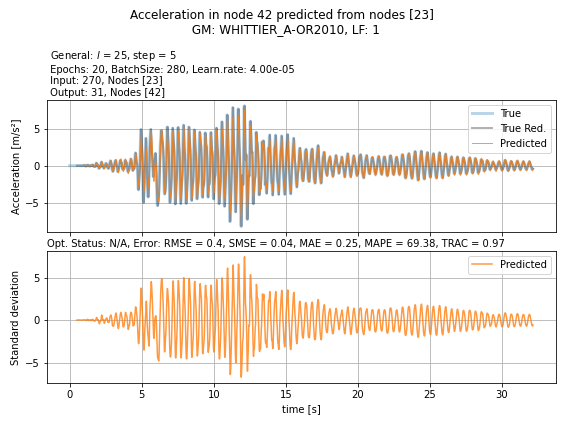 Acceleration in node 42 predicted from nodes [23]
GM: WHITTIER_A-OR2010, LF: 1
General: l = 25, step = 5
Epochs: 20, BatchSize: 280, Learn.rate: 4.00e-05
Input: 270, Nodes [23]
Output: 31, Nodes [42]
Acceleration [m/s²]
5
0
−5
True
True Red.
Predicted
Opt. Status: N/A, Error: RMSE = 0.4, SMSE = 0.04, MAE = 0.25, MAPE = 69.38, TRAC = 0.97
Standard deviation
5
0
−5
Predicted
0 5 10 15 20 25 30
time [s]